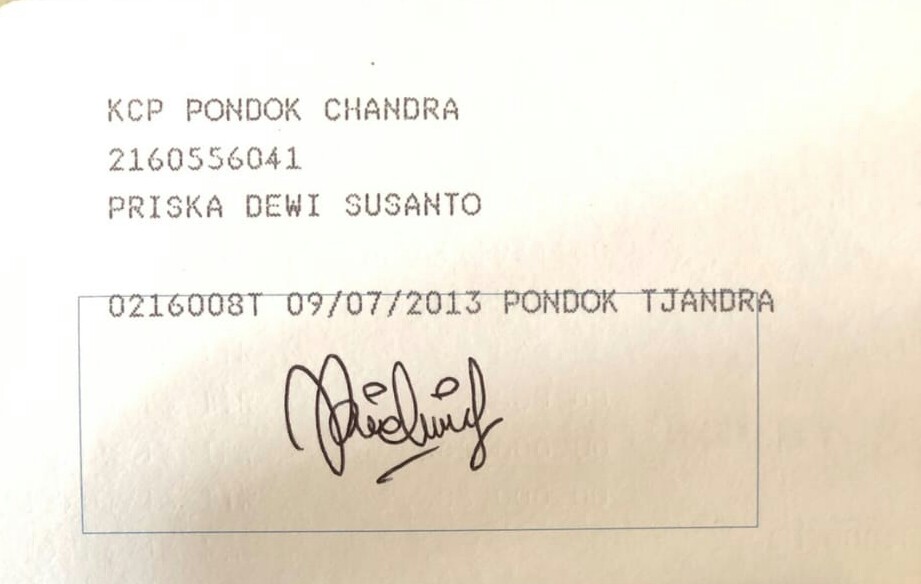 KCP PONDOK CHANDRA
2160556041
PRISKA DEWI SUSANTO
0216008T 09/07/2013 PONDOK TJANDRA